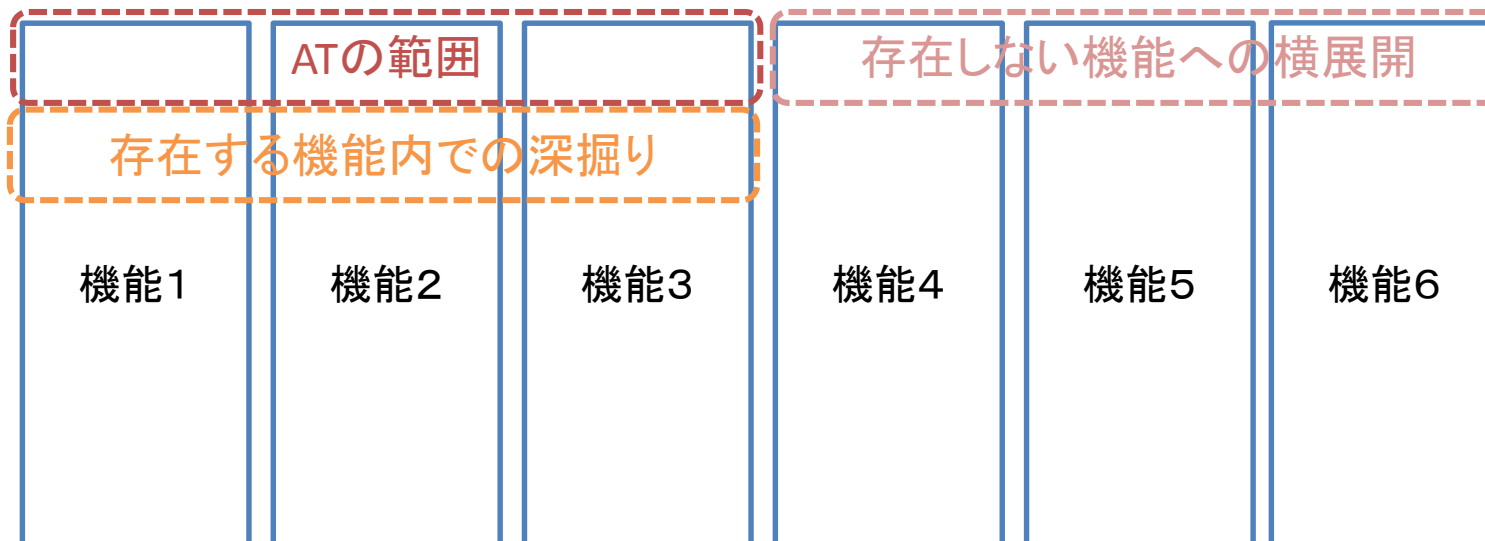 ATの範囲
存在しない機能への横展開
存在する機能内での深掘り
機能1
機能2
機能3
機能4
機能5
機能6